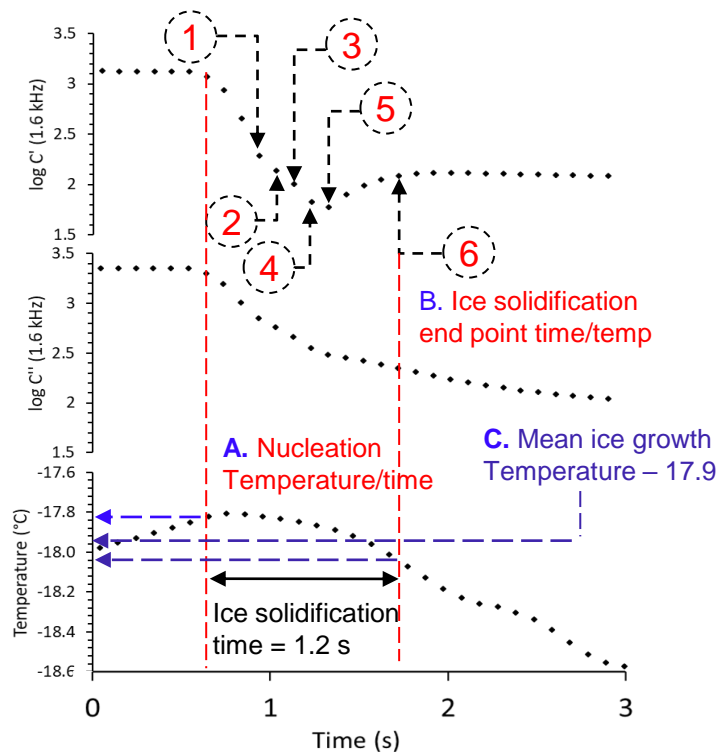 3.5
3
2.5
2
1.5
log C' (1.6 kHz)
1
2
3
4
5
6
3.5
3
2.5
2
1.5
log C" (1.6 kHz)
B. Ice solidification
end point time/temp
A. Nucleation
Temperature/time
C. Mean ice growth
Temperature – 17.9
-17.6
-17.8
-18.0
-18.2
-18.4
-18.6
Temperature (°C)
Ice solidification
time = 1.2 s
0
1
2
3
Time (s)